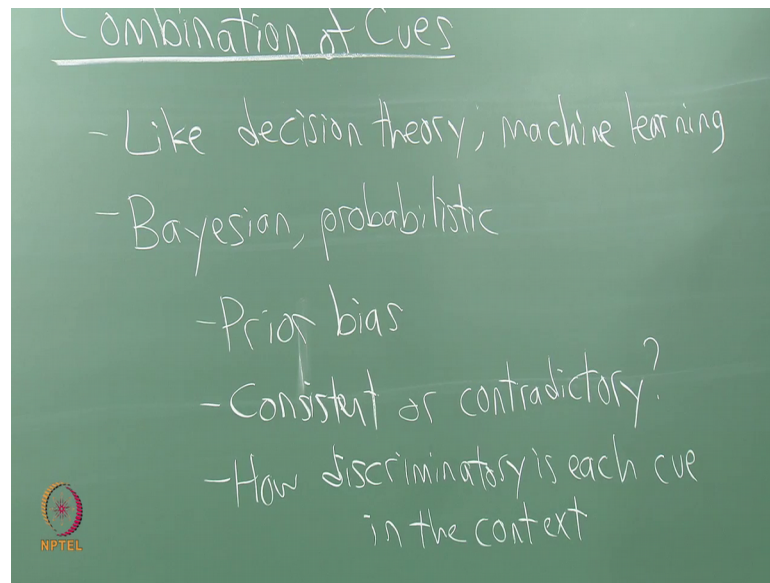 Combination of Cues
- Like decision theory, machine learning
- Bayesian, probabilistic
- Prior bias
- Consistent or contradictory?
- How discriminatory is each cue
in the context
NPTEL